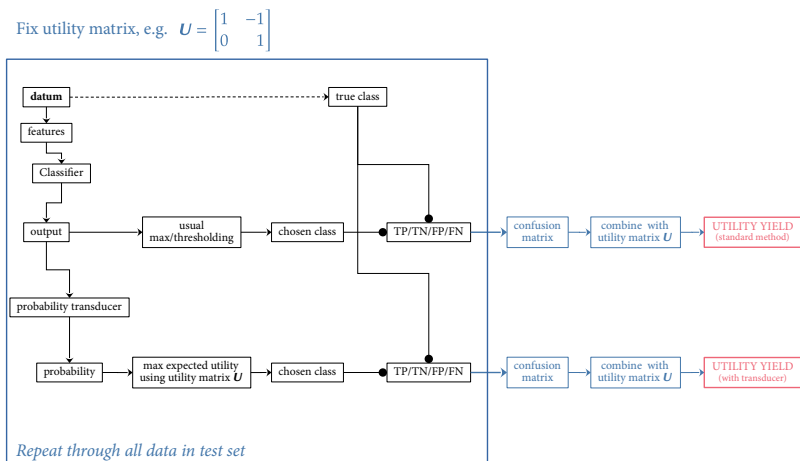 Fix utility matrix, e.g. U = [1 −1
0 1]
datum
true class
features
Classifier
output
usual
max/thresholding
chosen class
TP/TN/FP/FN
confusion
matrix
combine with
utility matrix U
UTILITY YIELD
(standard method)
probability transducer
probability
max expected utility
using utility matrix U
chosen class
TP/TN/FP/FN
confusion
matrix
combine with
utility matrix U
UTILITY YIELD
(with transducer)
Repeat through all data in test set